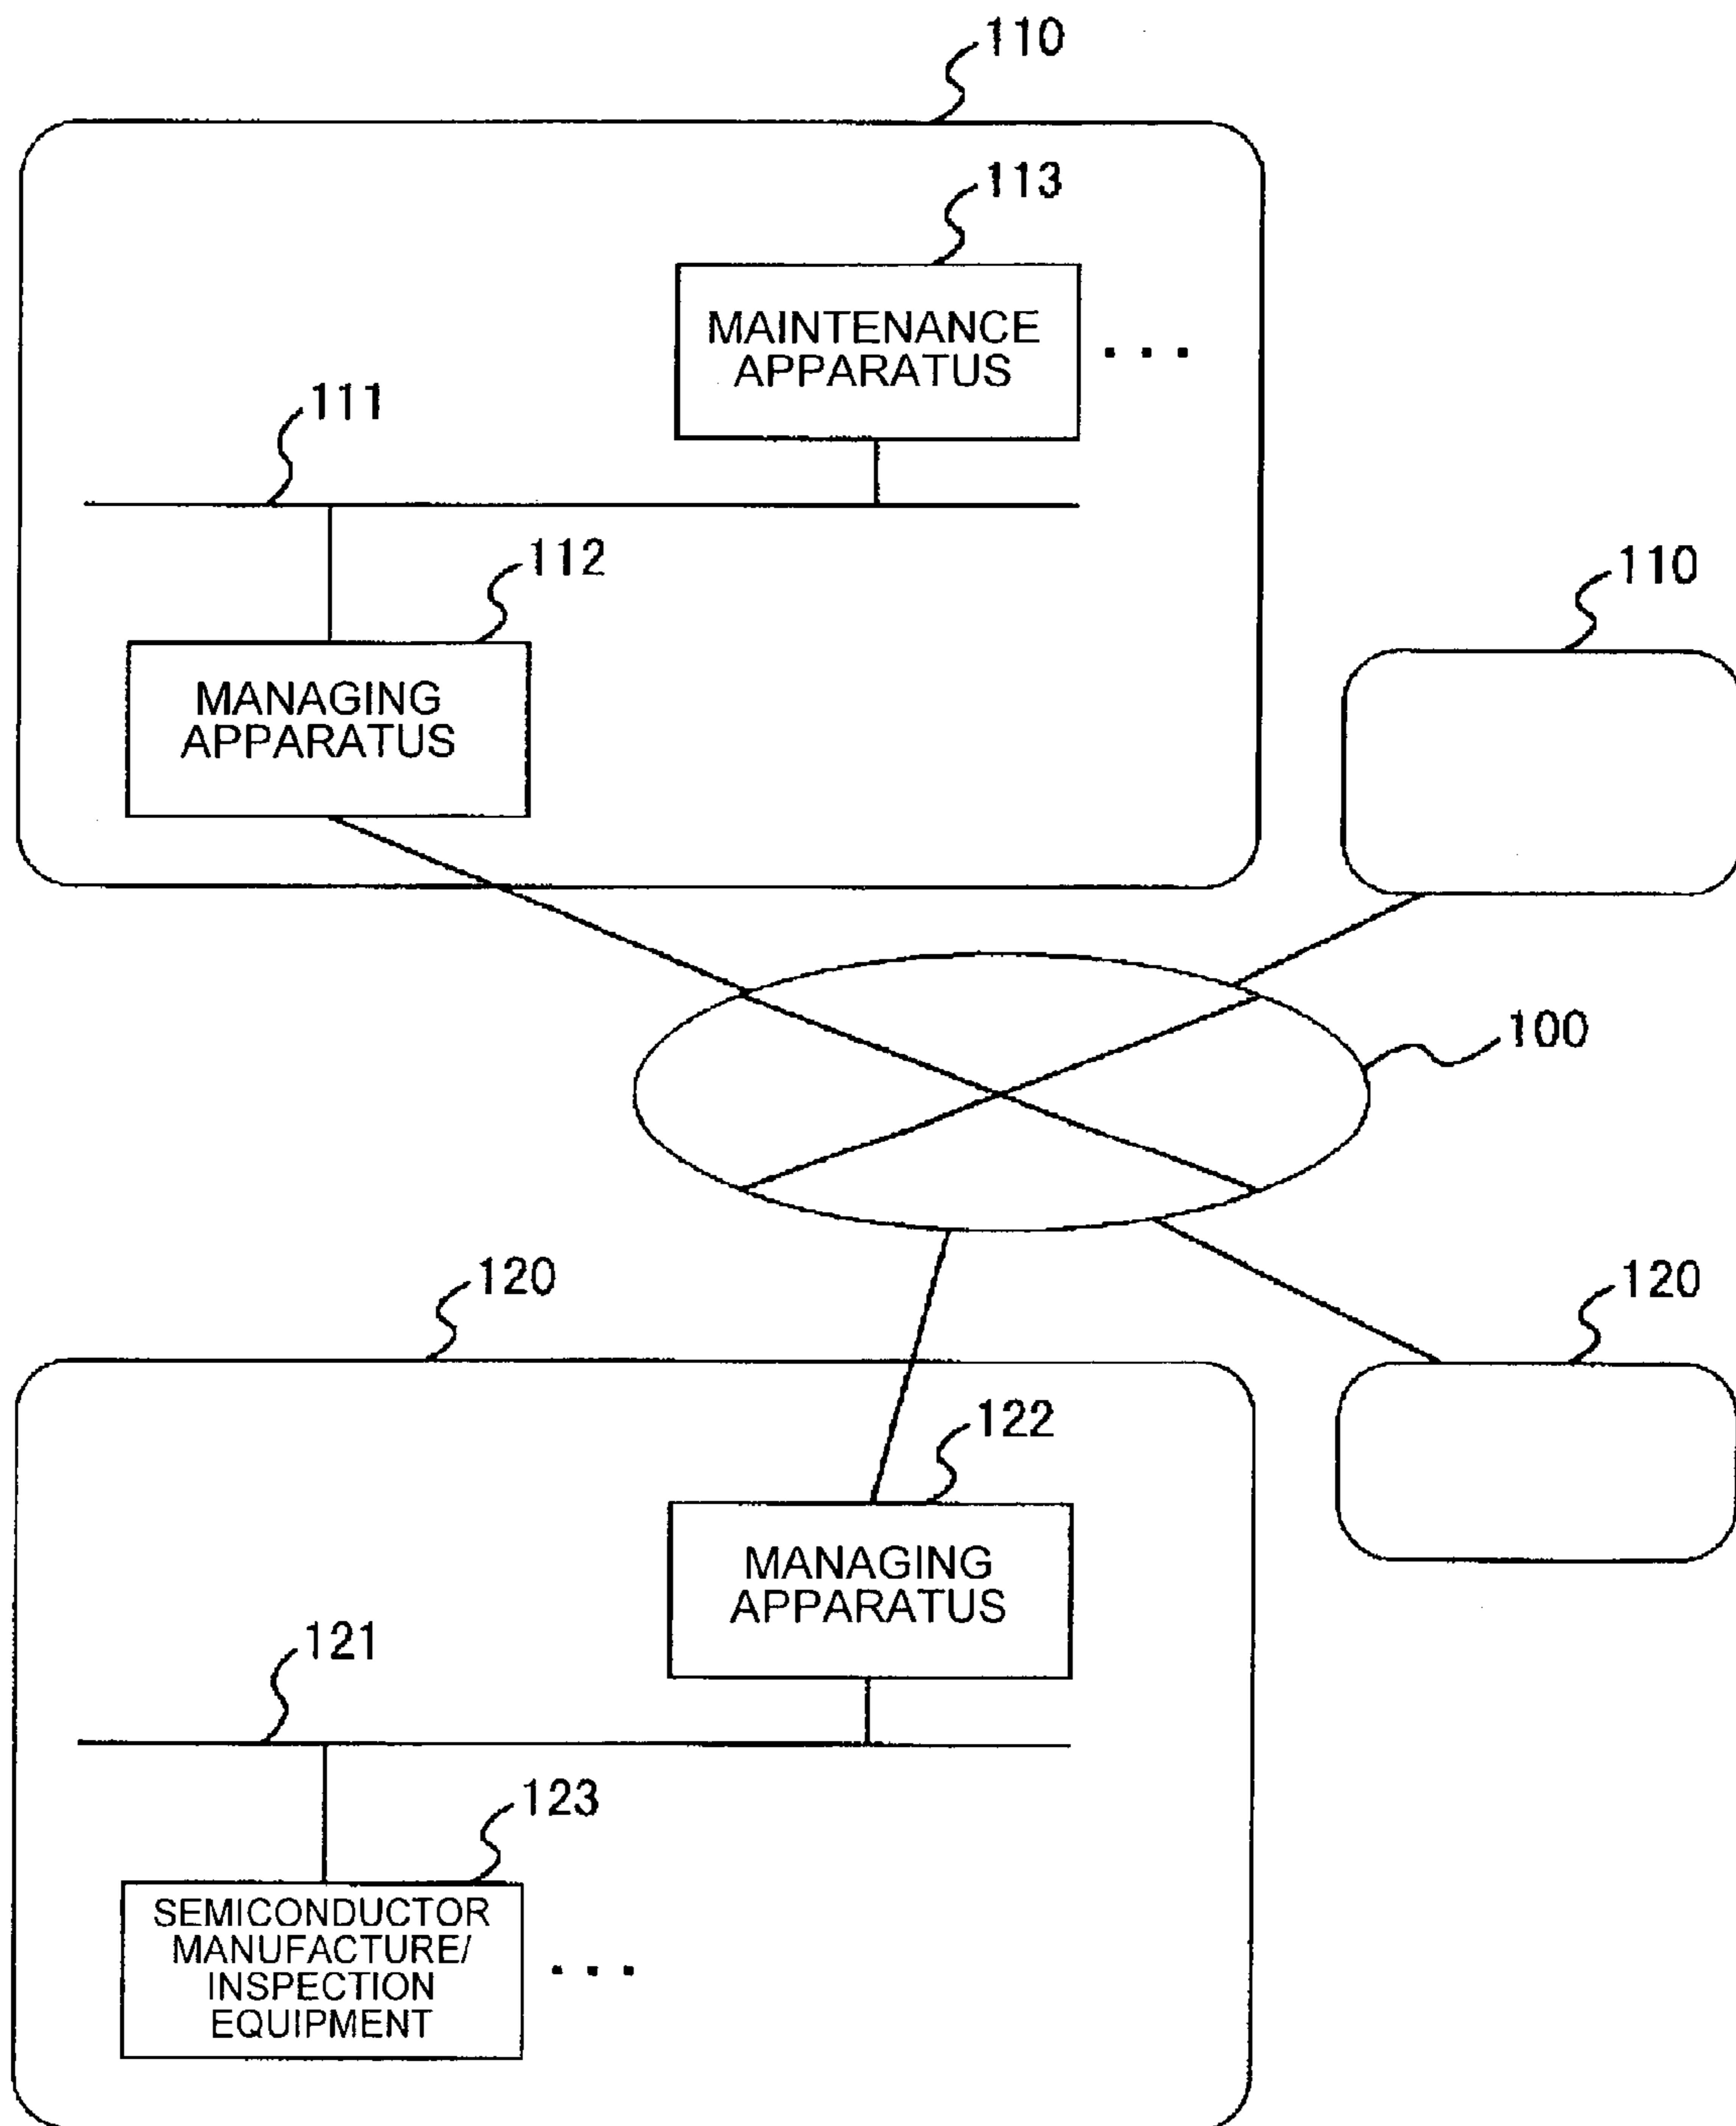 110
113
MAINTENANCE
APPARATUS
...
111
112
110
MANAGING
APPARATUS
100
120
120
122
MANAGING
APPARATUS
121
123
SEMICONDUCTOR
MANUFACTURE/
INSPECTION
EQUIPMENT
...